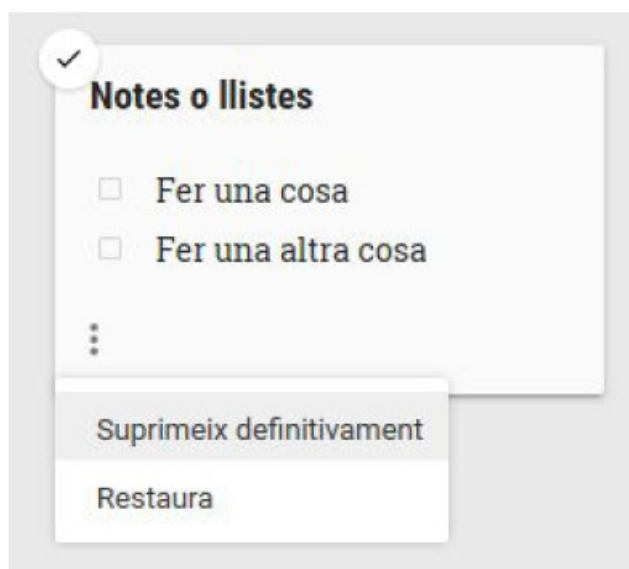 Notes o llistes
Fer una cosa
Fer una altra cosa
Suprimeix definitivament
Restaura